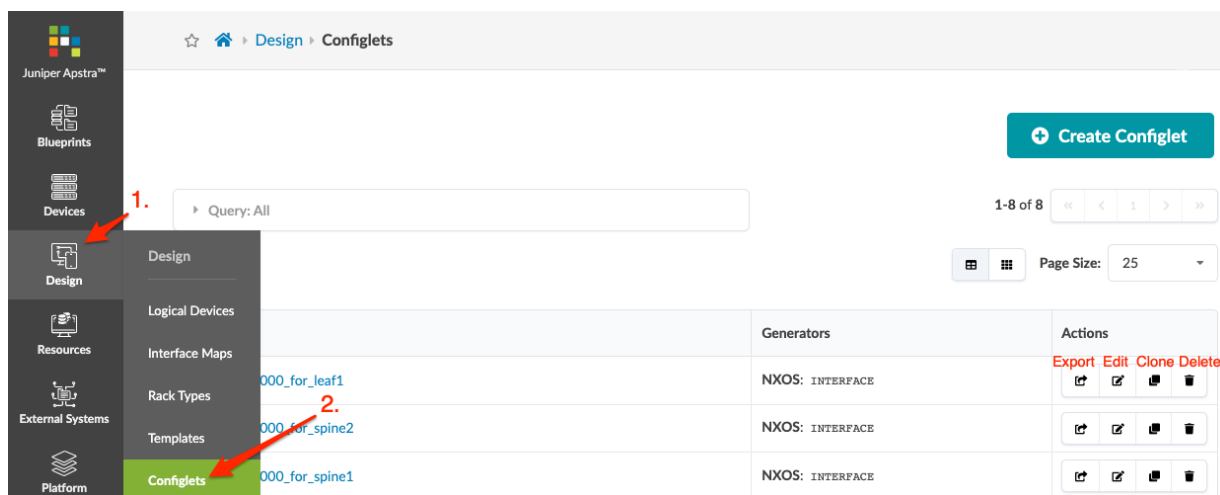 Juniper Apstra™
Blueprints
Devices
Design
Resources
External Systems
Platform
Design Configlets
Create Configlet
1.
Query: All
1-8 of 8 1
Page Size: 25
Design
Logical Devices
Interface Maps
Rack Types
Templates
Configlets
2.
Generators Actions
Export Edit Clone Delete
000_for_leaf1 NXOS: INTERFACE
000_for_spine2 NXOS: INTERFACE
000_for_spine1 NXOS: INTERFACE